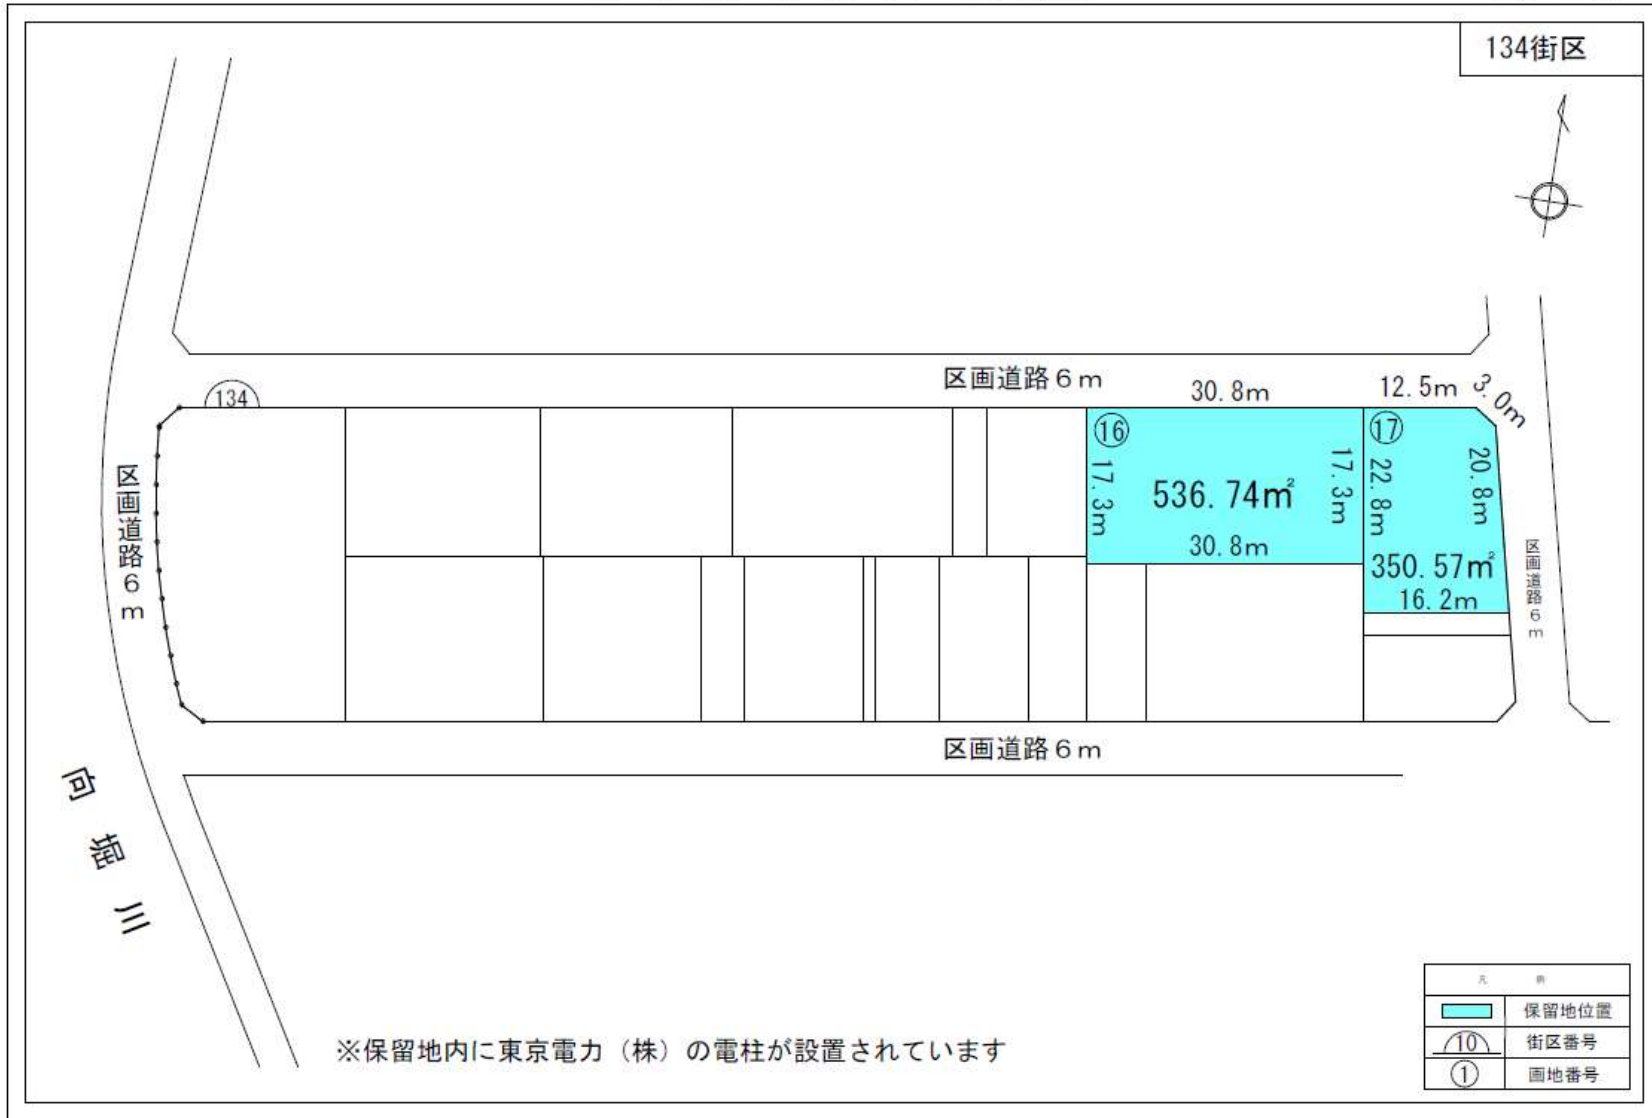 134街区
区画道路6m
30.8m
12.5m
3.0m
134
⑯
⑰
17.3m
536.74㎡
17.3m
22.8m
20.8m
30.8m
350.57㎡
16.2m
区画道路6m
区画道路6m
区画道路6m
向堀川
※保留地内に東京電力（株）の電柱が設置されています
凡 例
保留地位置
10 街区番号
① 画地番号